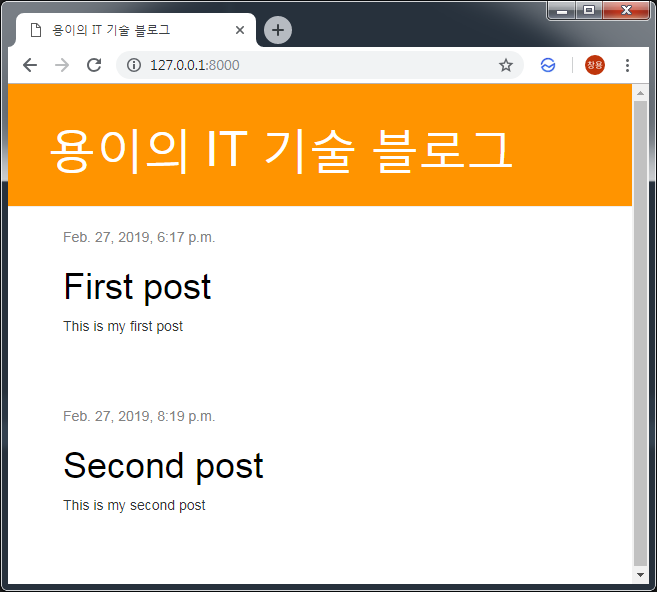 용이의 IT 기술 블로그
127.0.0.1:8000
창용
용이의 IT 기술 블로그
Feb. 27, 2019, 6:17 p.m.
First post
This is my first post
Feb. 27, 2019, 8:19 p.m.
Second post
This is my second post